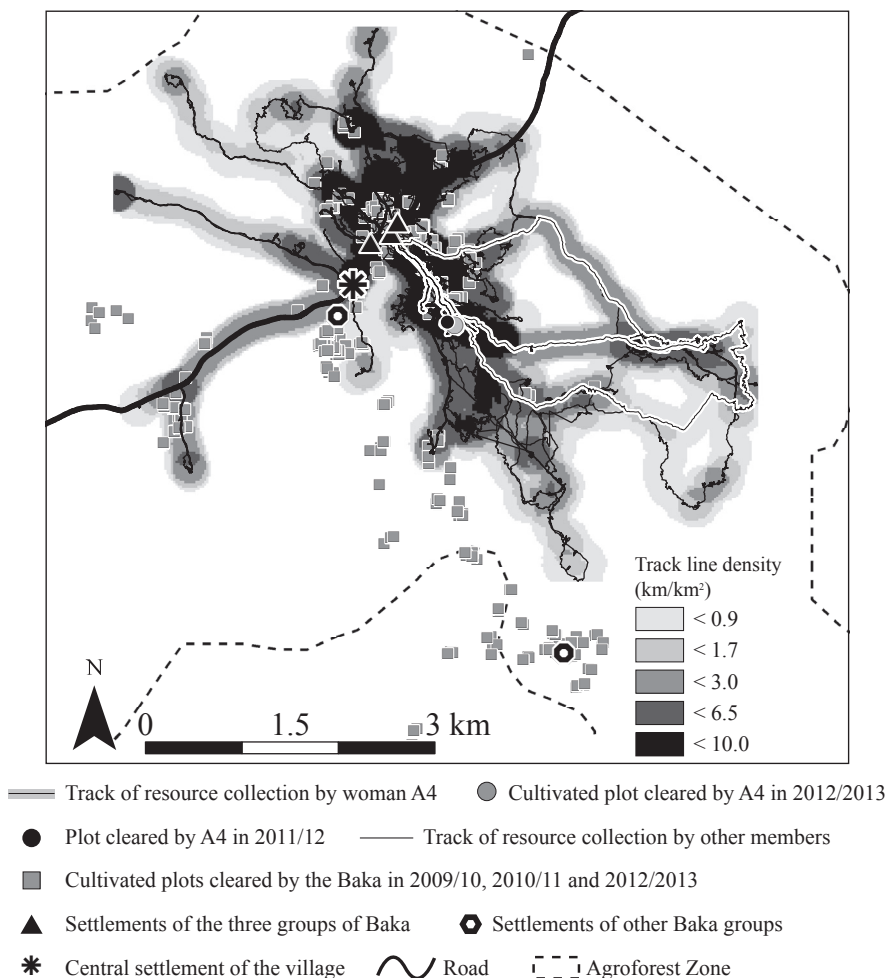 Track line density
(km/km²)
< 0.9
< 1.7
< 3.0
< 6.5
< 10.0
N
0 1.5 3 km
Track of resource collection by woman A4 Cultivated plot cleared by A4 in 2012/2013
Plot cleared by A4 in 2011/12 Track of resource collection by other members
Cultivated plots cleared by the Baka in 2009/10, 2010/11 and 2012/2013
Settlements of the three groups of Baka Settlements of other Baka groups
Central settlement of the village Road Agroforest Zone